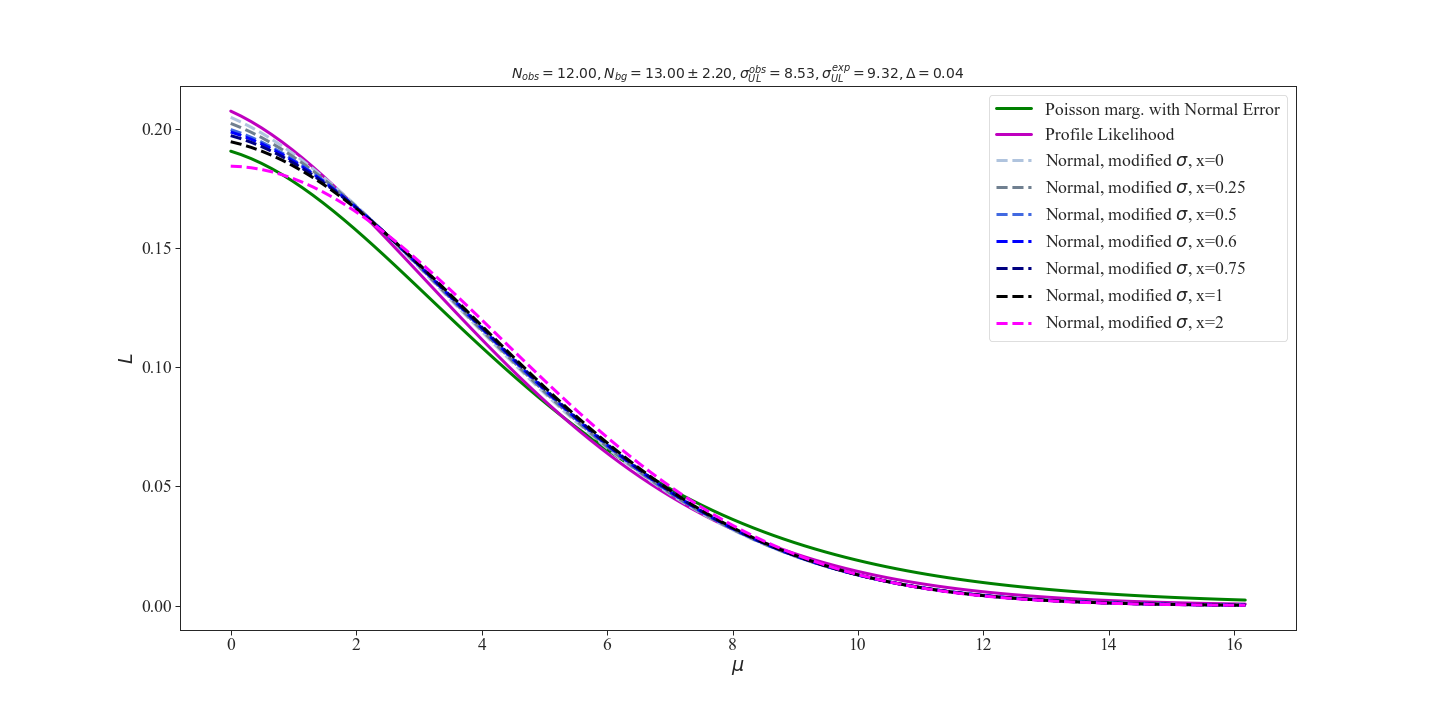 N_obs = 12.00, N_bg = 13.00 ± 2.20, σ_UL^obs = 8.53, σ_UL^exp = 9.32, Δ = 0.04
Poisson marg. with Normal Error
Profile Likelihood
Normal, modified σ, x=0
Normal, modified σ, x=0.25
Normal, modified σ, x=0.5
Normal, modified σ, x=0.6
Normal, modified σ, x=0.75
Normal, modified σ, x=1
Normal, modified σ, x=2
L
0.20
0.15
0.10
0.05
0.00
0 2 4 6 8 10 12 14 16
μ